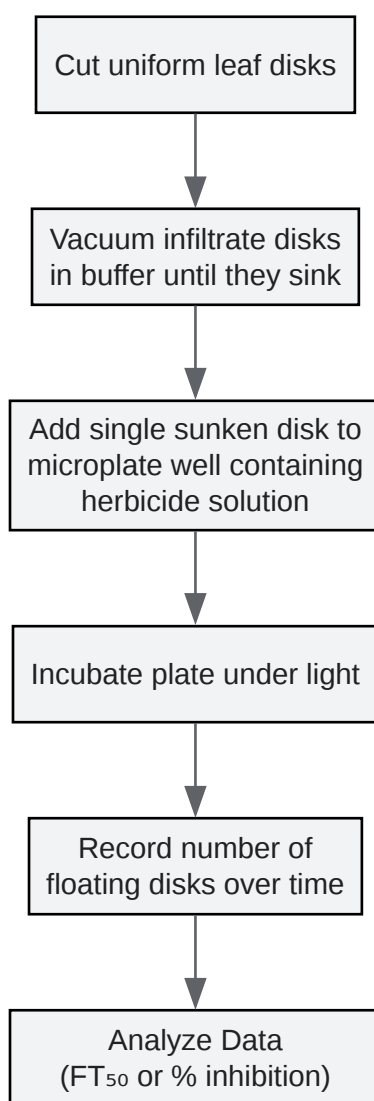 Cut uniform leaf disks
Vacuum infiltrate disks
in buffer until they sink
Add single sunken disk to
microplate well containing
herbicide solution
Incubate plate under light
Record number of
floating disks over time
Analyze Data
(FT₅₀ or % inhibition)